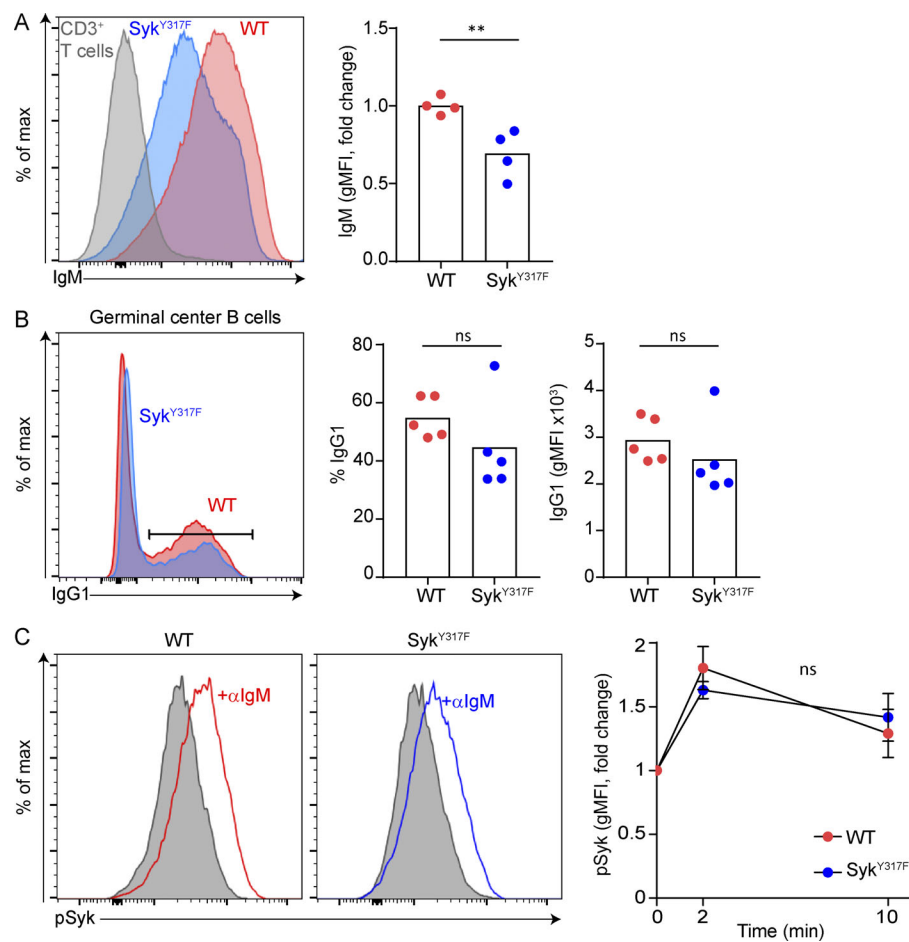 A
CD3⁺
T cells
Syk^Y317F
WT
% of max
IgM
**
IgM (gMFI, fold change)
1.5
1.0
0.5
0.0
WT
Syk^Y317F
B
Germinal center B cells
% of max
Syk^Y317F
WT
IgG1
ns
% IgG1
80
60
40
20
0
WT
Syk^Y317F
ns
IgG1 (gMFI x10³)
5
4
3
2
1
0
WT
Syk^Y317F
C
WT
+αIgM
% of max
Syk^Y317F
+αIgM
pSyk
ns
pSyk (gMFI, fold change)
2
1.5
1
0.5
0
WT
Syk^Y317F
0
2
10
Time (min)